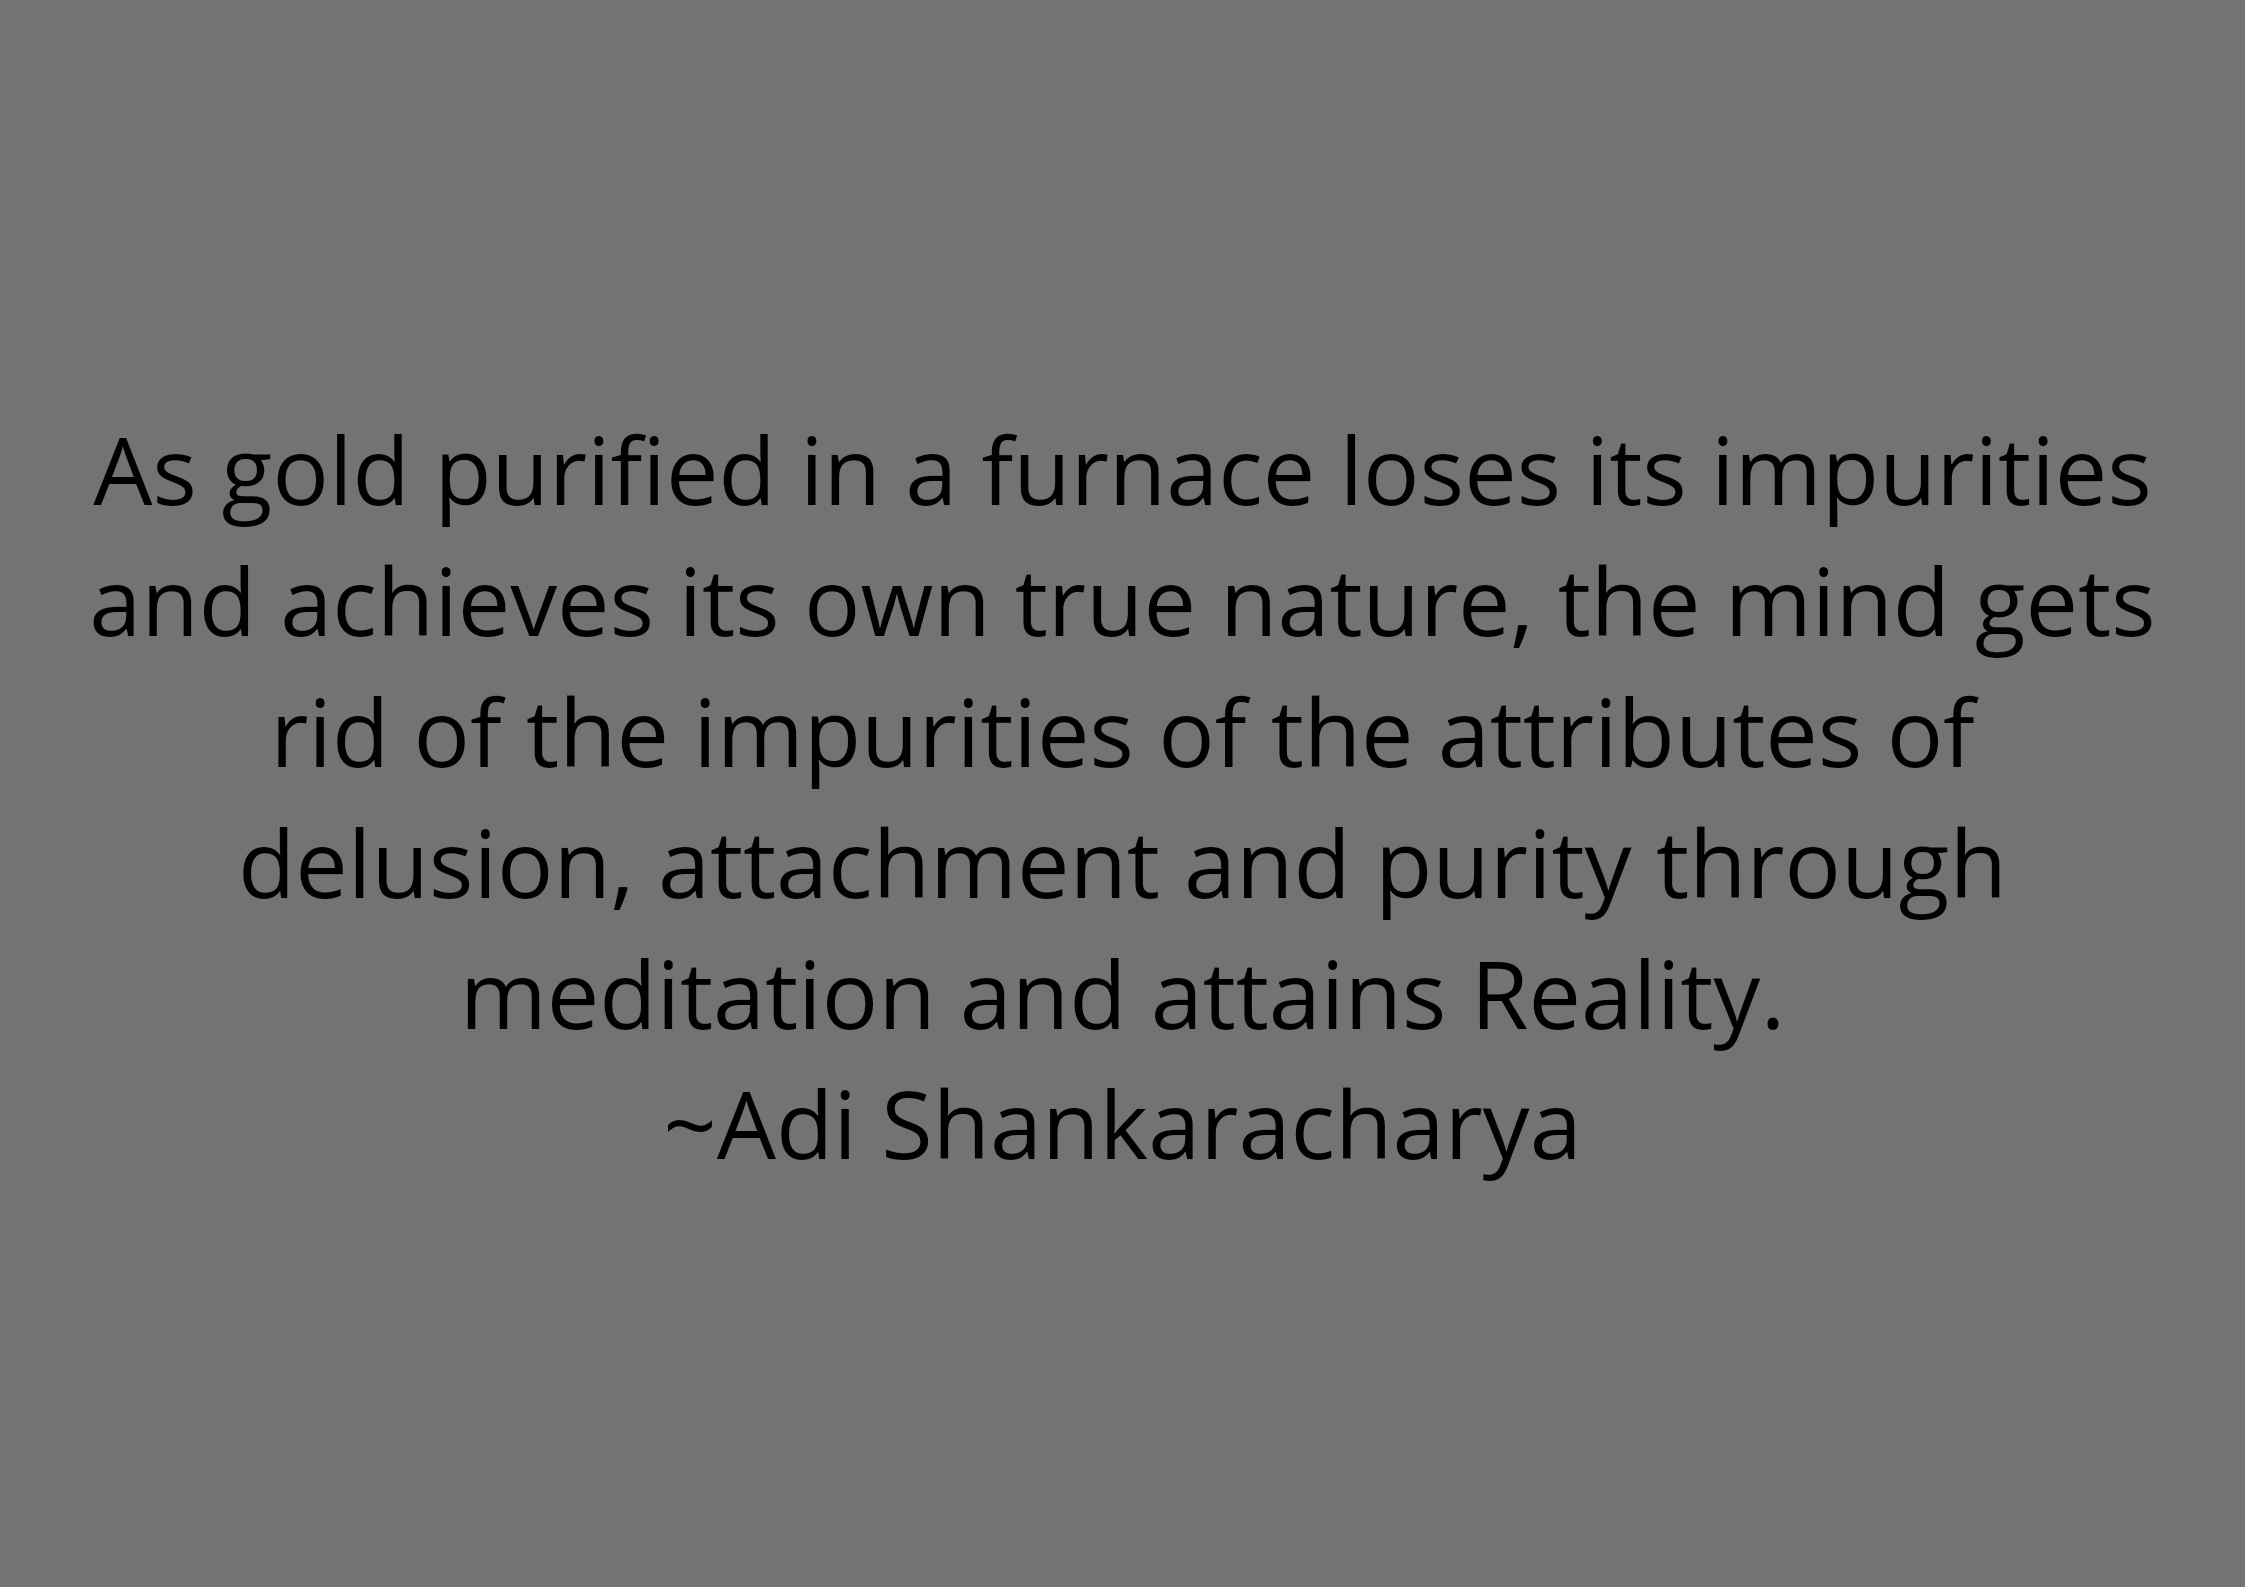 As gold purified in a furnace loses its impurities
and achieves its own true nature, the mind gets
rid of the impurities of the attributes of
delusion, attachment and purity through
meditation and attains Reality.
~Adi Shankaracharya